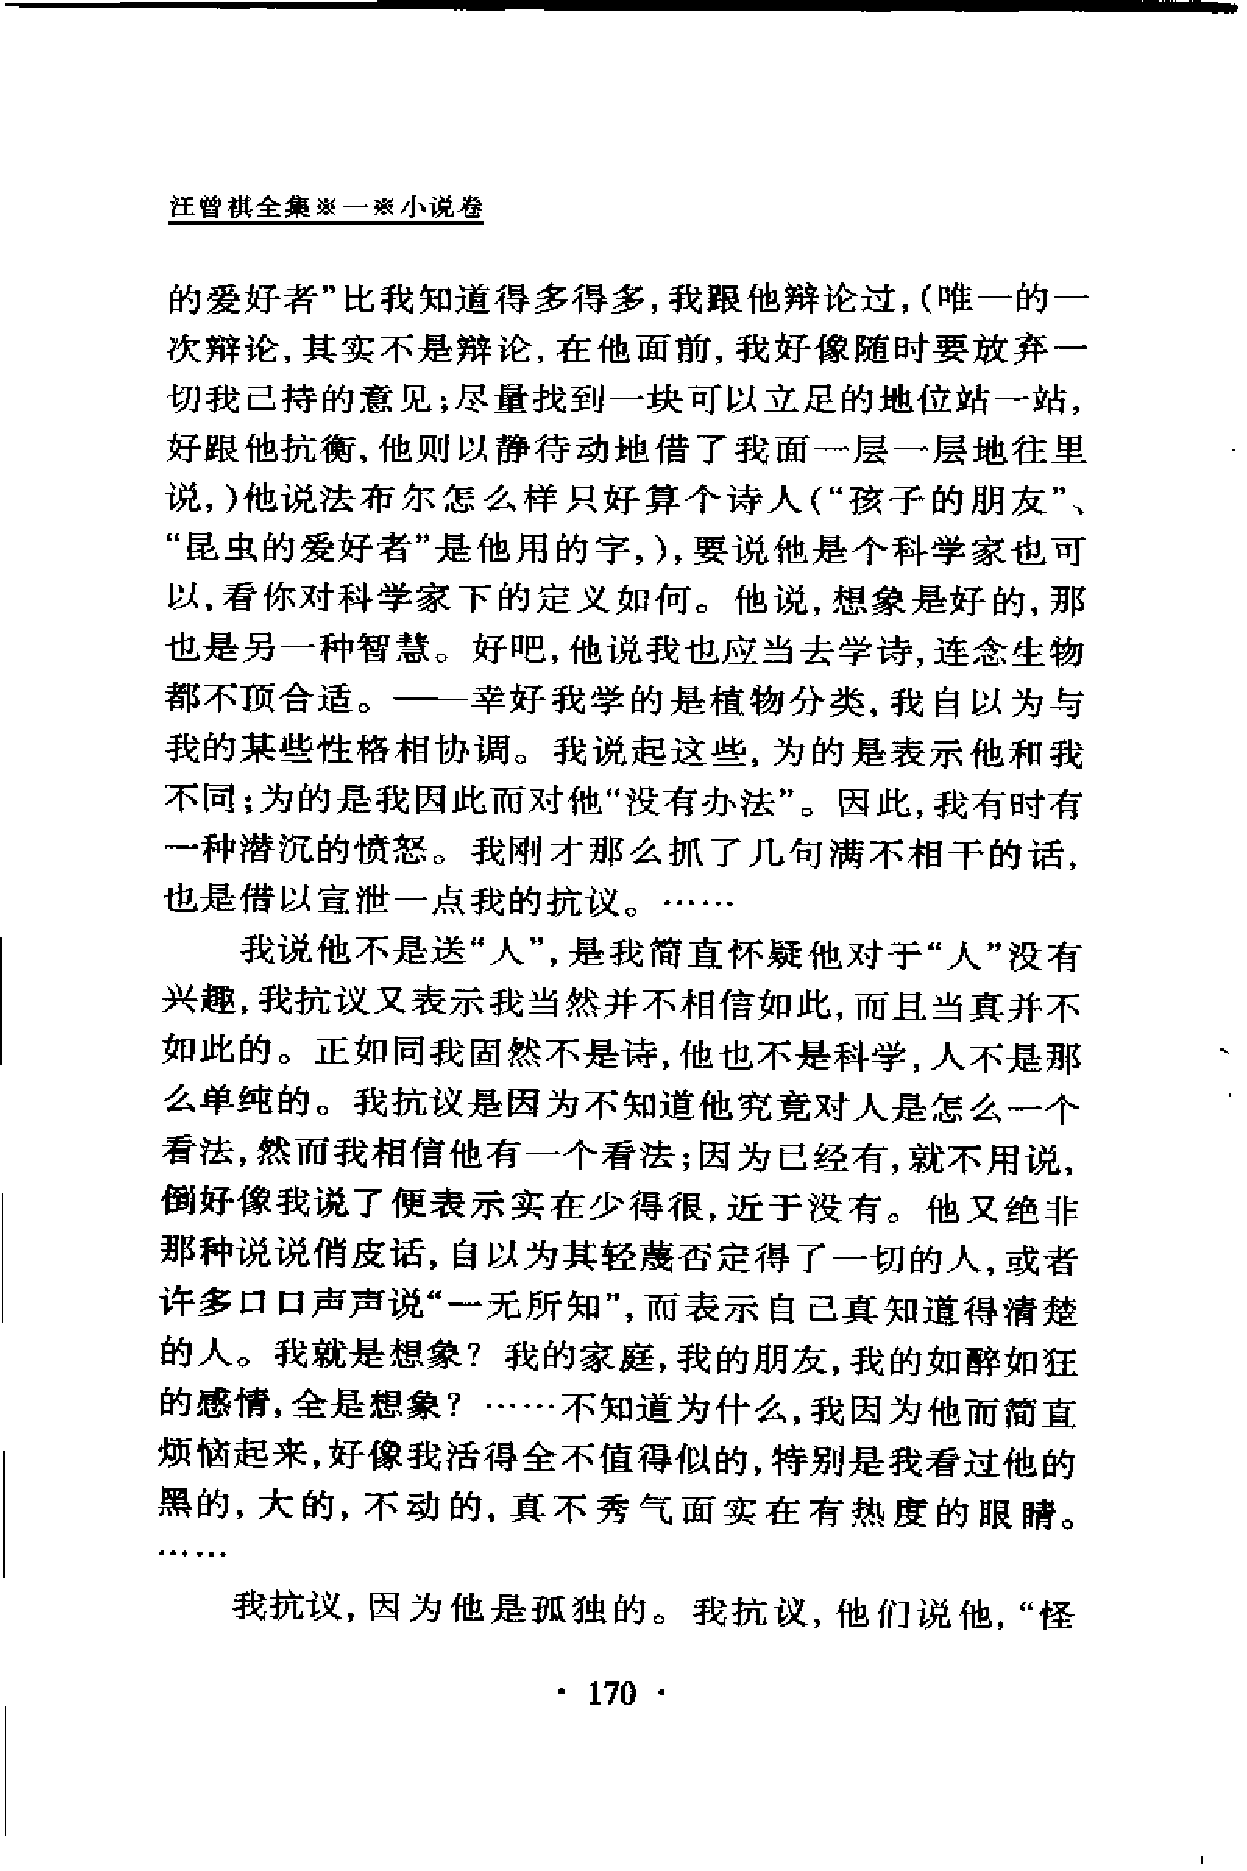 汪曾祺全集※一※小说卷
的爱好者”比我知道得多得多,我跟他辩论过,(唯一的一
次辩论,其实不是辩论,在他面前,我好像随时要放弃一
切我己持的意见;尽量找到一块可以立足的地位站一站,
好跟他抗衡,他则以静待动地借了我面一层一层地往里
说,)他说法布尔怎么样只好算个诗人(“孩子的朋友”、
“昆虫的爱好者”是他用的字,),要说他是个科学家也可
以,看你对科学家下的定义如何。他说,想象是好的,那
也是另一种智慧。好吧,他说我也应当去学诗,连念生物
都不顶合适。——幸好我学的是植物分类,我自以为与
我的某些性格相协调。我说起这些,为的是表示他和我
不同;为的是我因此而对他“没有办法”。因此,我有时有
一种潜沉的愤怒。我刚才那么抓了几句满不相干的话,
也是借以宣泄一点我的抗议。……
我说他不是送“人”,是我简直怀疑他对于“人”没有
兴趣,我抗议又表示我当然并不相信如此,而且当真并不
如此的。正如同我固然不是诗,他也不是科学,人不是那
么单纯的。我抗议是因为不知道他究竟对人是怎么一个
看法,然而我相信他有一个看法;因为已经有,就不用说,
倒好像我说了便表示实在少得很,近于没有。他又绝非
那种说说俏皮话,自以为其轻蔑否定得了一切的人,或者
许多口口声声说“一无所知”,而表示自己真知道得清楚
的人。我就是想象?我的家庭,我的朋友,我的如醉如狂
的感情,全是想象?……不知道为什么,我因为他而简直
烦恼起来,好像我活得全不值得似的,特别是我看过他的
黑的,大的,不动的,真不秀气面实在有热度的眼睛。
……
我抗议,因为他是孤独的。我抗议,他们说他,“怪
· 170 ·